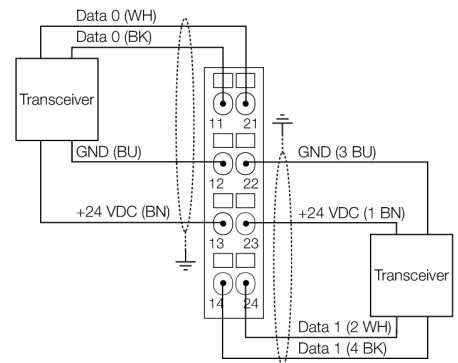 Data 0 (WH)
Data 0 (BK)
Transceiver
11 21
GND (BU)
GND (3 BU)
12 22
+24 VDC (BN)
+24 VDC (1 BN)
13 23
Transceiver
14 24
Data 1 (2 WH)
Data 1 (4 BK)